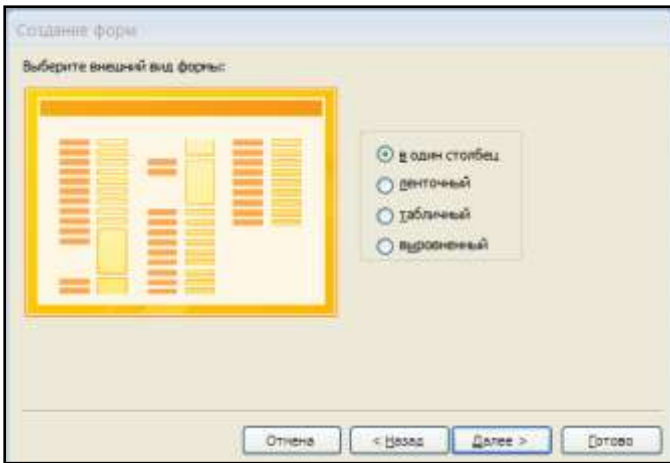 Создание форм
Выберите внешний вид формы:
в один столбец
ленточный
табличный
выровненный
Отмена
< Назад
Далее >
Готово